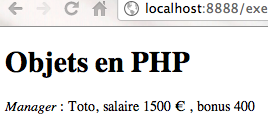 localhost:8888/exe
Objets en PHP
Manager : Toto, salaire 1500 € , bonus 400